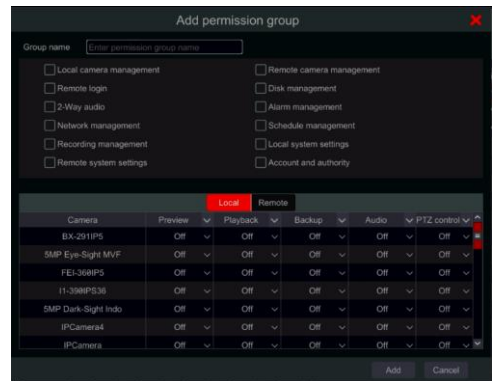 Add permission group
Group name Enter permission group name
Local camera management Remote camera management
Remote login Disk management
2-Way audio Alarm management
Network management Schedule management
Recording management Local system settings
Remote system settings Account and authority
Local Remote
Camera Preview Playback Backup Audio PTZ control
BX-291IP5 Off Off Off Off Off
5MP Eye-Sight MVF Off Off Off Off Off
FEI-360IP5 Off Off Off Off Off
I1-390IPS36 Off Off Off Off Off
5MP Dark-Sight Indo Off Off Off Off Off
IPCamera4 Off Off Off Off Off
IPCamera Off Off Off Off Off
Add Cancel